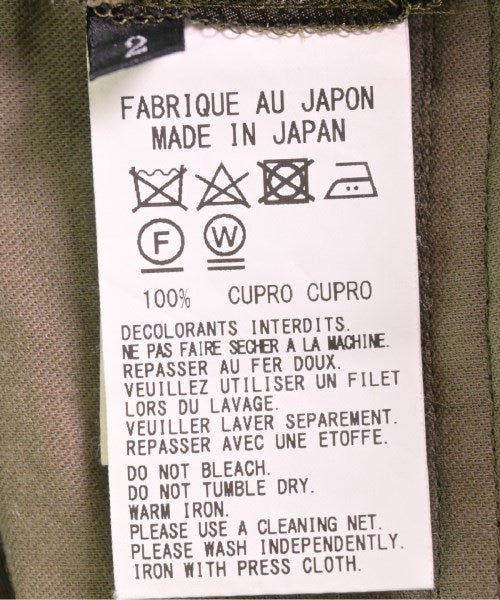 2
FABRIQUE AU JAPON
MADE IN JAPAN
F W
100% CUPRO CUPRO
DECOLORANTS INTERDITS.
NE PAS FAIRE SECHER A LA MACHINE.
REPASSER AU FER DOUX.
VEUILLEZ UTILISER UN FILET
LORS DU LAVAGE.
VEUILLER LAVER SEPAREMENT.
REPASSER AVEC UNE ETOFFE.
DO NOT BLEACH.
DO NOT TUMBLE DRY.
WARM IRON.
PLEASE USE A CLEANING NET.
PLEASE WASH INDEPENDENTLY.
IRON WITH PRESS CLOTH.